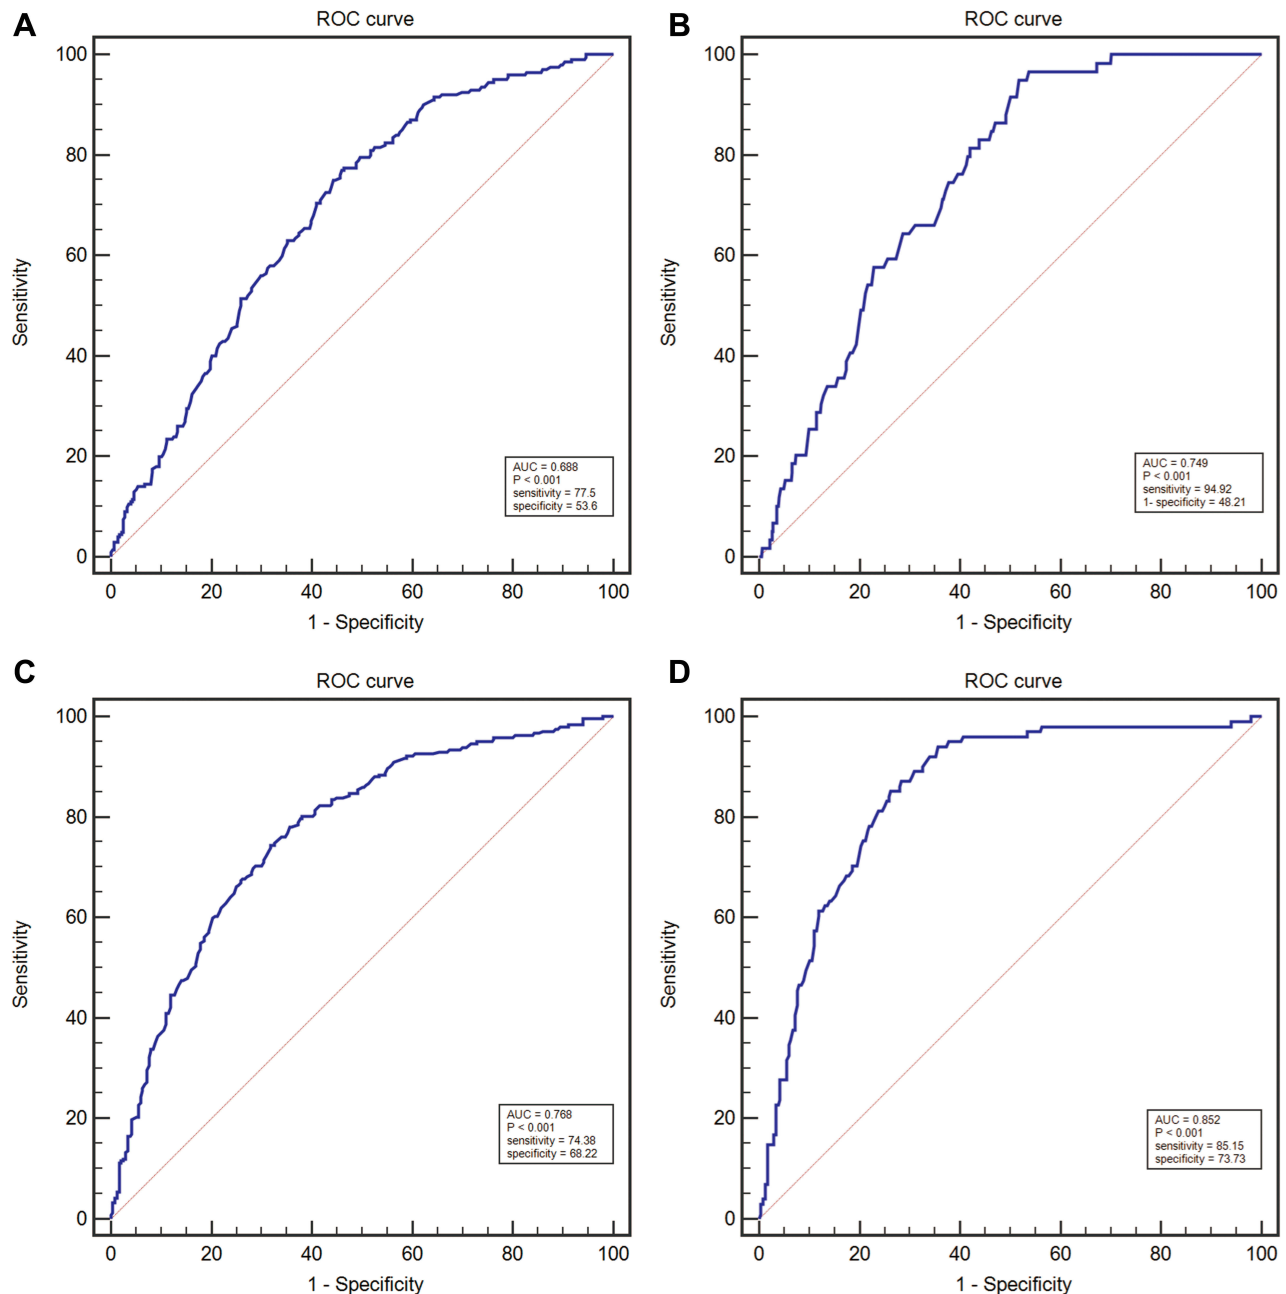 A
ROC curve
100
80
60
40
20
0
Sensitivity
AUC = 0.688
P < 0.001
sensitivity = 77.5
specificity = 53.6
0 20 40 60 80 100
1 - Specificity
B
ROC curve
100
80
60
40
20
0
Sensitivity
AUC = 0.749
P < 0.001
sensitivity = 94.92
1- specificity = 48.21
0 20 40 60 80 100
1 - Specificity
C
ROC curve
100
80
60
40
20
0
Sensitivity
AUC = 0.768
P < 0.001
sensitivity = 74.38
specificity = 68.22
0 20 40 60 80 100
1 - Specificity
D
ROC curve
100
80
60
40
20
0
Sensitivity
AUC = 0.852
P < 0.001
sensitivity = 85.15
specificity = 73.73
0 20 40 60 80 100
1 - Specificity